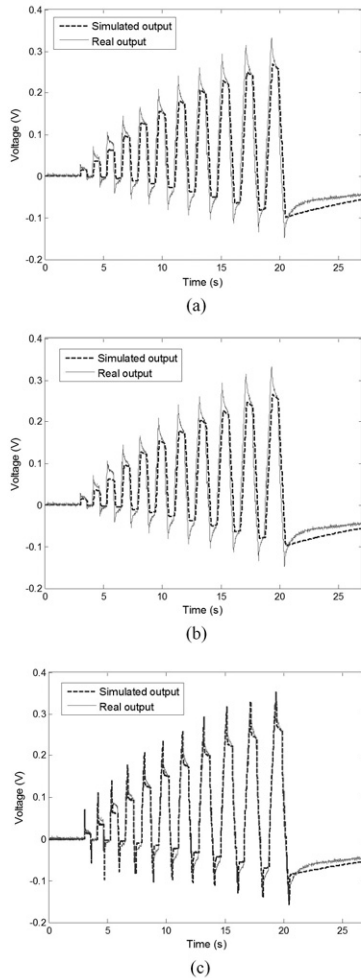 0.4
0.3
0.2
0.1
0
-0.1
-0.2
Voltage (V)
Simulated output
Real output
0 5 10 15 20 25
Time (s)
(a)
0.4
0.3
0.2
0.1
0
-0.1
-0.2
Voltage (V)
Simulated output
Real output
0 5 10 15 20 25
Time (s)
(b)
0.4
0.3
0.2
0.1
0
-0.1
-0.2
Voltage (V)
Simulated output
Real output
0 5 10 15 20 25
Time (s)
(c)